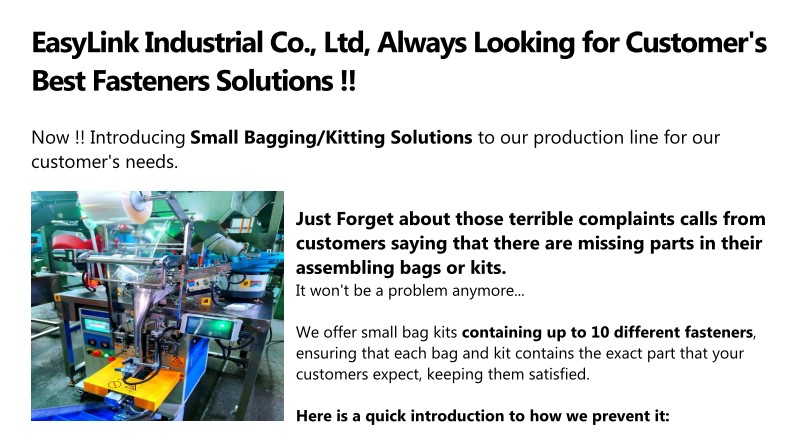 EasyLink Industrial Co., Ltd, Always Looking for Customer's
Best Fasteners Solutions !!
Now !! Introducing Small Bagging/Kitting Solutions to our production line for our
customer's needs.
Just Forget about those terrible complaints calls from
customers saying that there are missing parts in their
assembling bags or kits.
It won't be a problem anymore...
We offer small bag kits containing up to 10 different fasteners,
ensuring that each bag and kit contains the exact part that your
customers expect, keeping them satisfied.
Here is a quick introduction to how we prevent it: